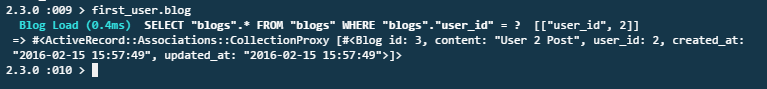 2.3.0 :009 > first_user.blog
Blog Load (0.4ms)  SELECT "blogs".* FROM "blogs" WHERE "blogs"."user_id" = ?  [["user_id", 2]]
=> #<ActiveRecord::Associations::CollectionProxy [#<Blog id: 3, content: "User 2 Post", user_id: 2, created_at:
"2016-02-15 15:57:49", updated_at: "2016-02-15 15:57:49">]>
2.3.0 :010 >